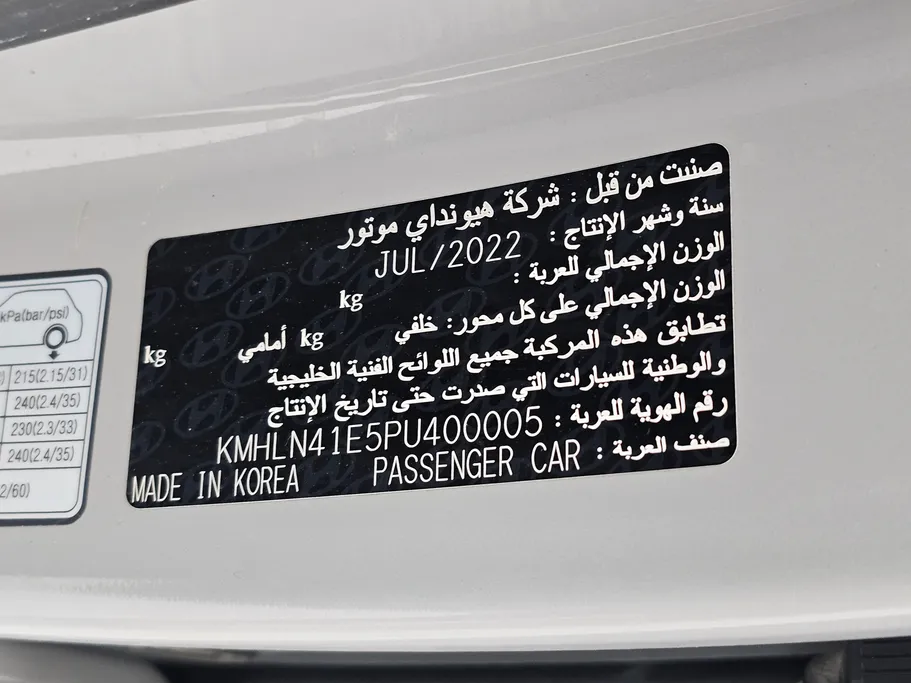 صنعت من قبل : شركة هيونداي موتور
سنة وشهر الإنتاج : JUL/2022
الوزن الإجمالي للعربة : kg
الوزن الإجمالي على كل محور: خلفي kg أمامي kg
تطابق هذه المركبة جميع اللوائح الفنية الخليجية
والوطنية للسيارات التي صدرت حتى تاريخ الإنتاج
رقم الهوية للعربة : KMHLN41E5PU400005
صنف العربة : PASSENGER CAR
MADE IN KOREA
kPa(bar/psi)
215(2.15/31)
240(2.4/35)
230(2.3/33)
240(2.4/35)
2/60)